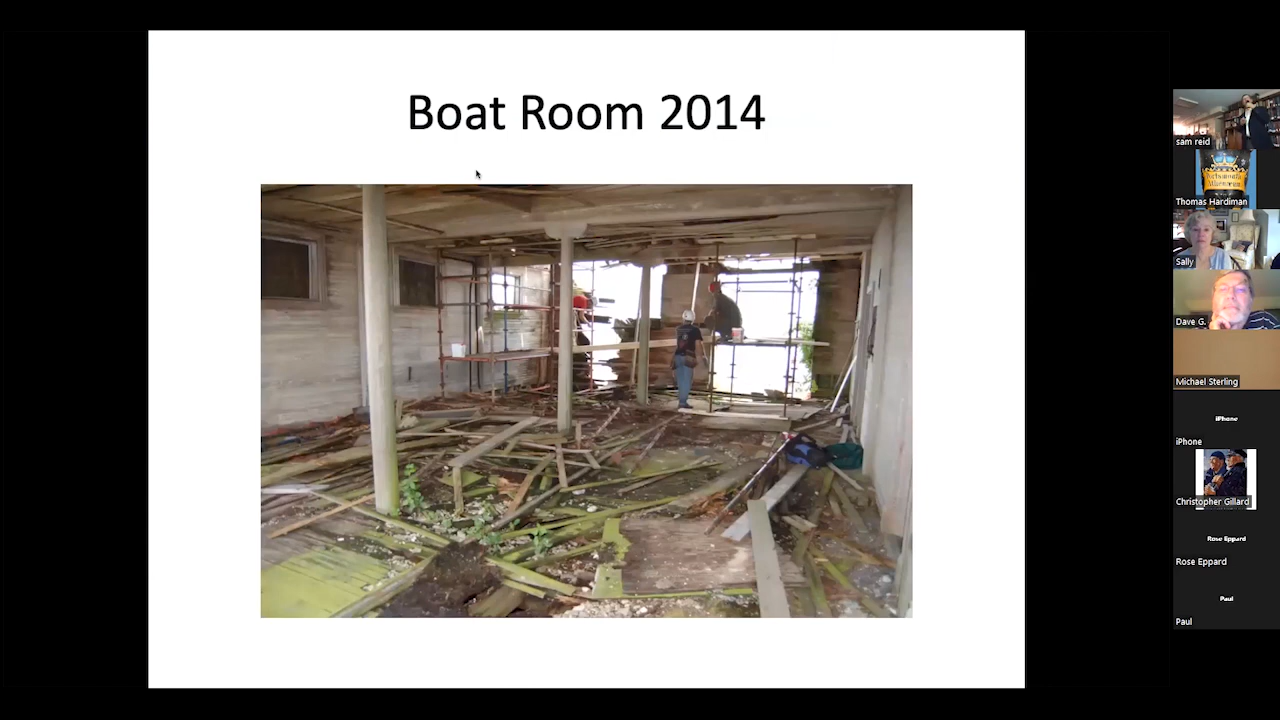 Boat Room 2014
sam reid
Thomas Hardiman
Sally
Dave G.
Michael Sterling
iPhone
iPhone
Christopher Gillard
Rose Eppard
Rose Eppard
Paul
Paul